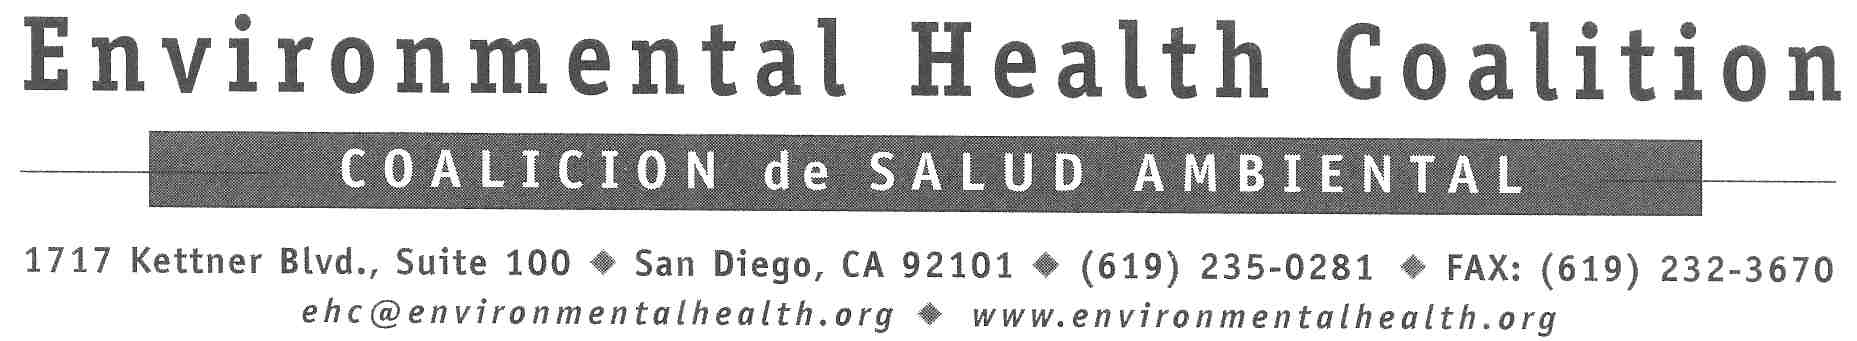 Environmental Health Coalition
COALICION de SALUD AMBIENTAL
1717 Kettner Blvd., Suite 100 ◆ San Diego, CA 92101 ◆ (619) 235-0281 ◆ FAX: (619) 232-3670
ehc@environmentalhealth.org ◆ www.environmentalhealth.org